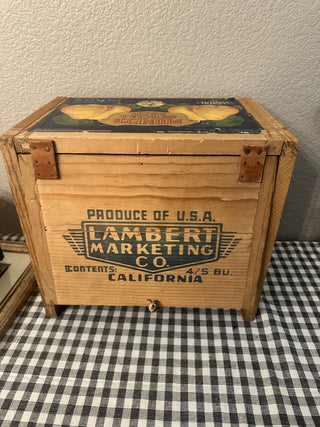 PRODUCE OF U.S.A.
LAMBERT
MARKETING
CO.
CONTENTS: 4/5 BU.
CALIFORNIA